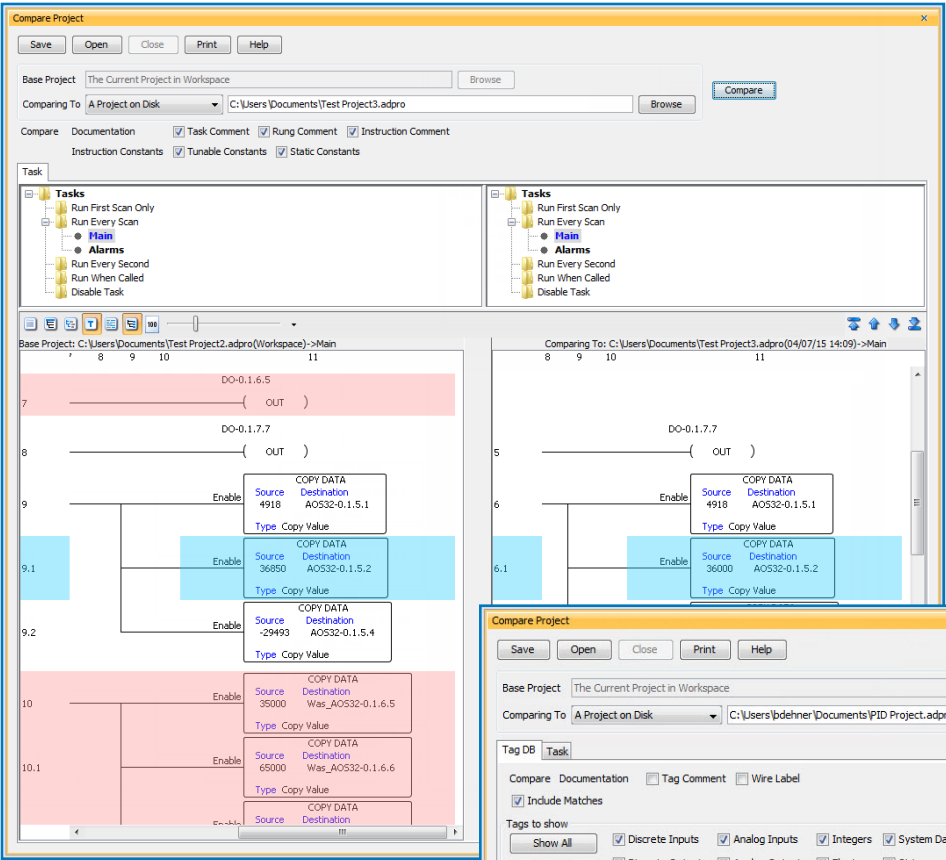 Compare Project
Save Open Close Print Help
Base Project The Current Project in Workspace Browse
Comparing To A Project on Disk C:\Users\Documents\Test Project3.adpro Browse Compare
Compare Documentation Task Comment Rung Comment Instruction Comment
Instruction Constants Tunable Constants Static Constants
Task
Tasks
Run First Scan Only
Run Every Scan
Main
Alarms
Run Every Second
Run When Called
Disable Task
Tasks
Run First Scan Only
Run Every Scan
Main
Alarms
Run Every Second
Run When Called
Disable Task
T 100
Base Project: C:\Users\Documents\Test Project2.adpro(Workspace)->Main
8 9 10 11
DO-0.1.6.5
7 ( OUT )
DO-0.1.7.7
8 ( OUT )
COPY DATA
9 Enable Source Destination
4918 AOS32-0.1.5.1
Type Copy Value
COPY DATA
9.1 Enable Source Destination
36850 AOS32-0.1.5.2
Type Copy Value
COPY DATA
9.2 Enable Source Destination
-29493 AOS32-0.1.5.4
Type Copy Value
COPY DATA
10 Enable Source Destination
35000 Was_AOS32-0.1.6.5
Type Copy Value
COPY DATA
10.1 Enable Source Destination
65000 Was_AOS32-0.1.6.6
Type Copy Value
COPY DATA
Enable Source Destination
Comparing To: C:\Users\Documents\Test Project3.adpro(04/07/15 14:09)->Main
8 9 10 11
DO-0.1.7.7
5 ( OUT )
COPY DATA
6 Enable Source Destination
4918 AOS32-0.1.5.1
Type Copy Value
COPY DATA
6.1 Enable Source Destination
36000 AOS32-0.1.5.2
Type Copy Value
Compare Project
Save Open Close Print Help
Base Project The Current Project in Workspace
Comparing To A Project on Disk C:\Users\bdehner\Documents\PID Project.adpr
Tag DB Task
Compare Documentation Tag Comment Wire Label
Include Matches
Tags to show
Show All Discrete Inputs Analog Inputs Integers System Da